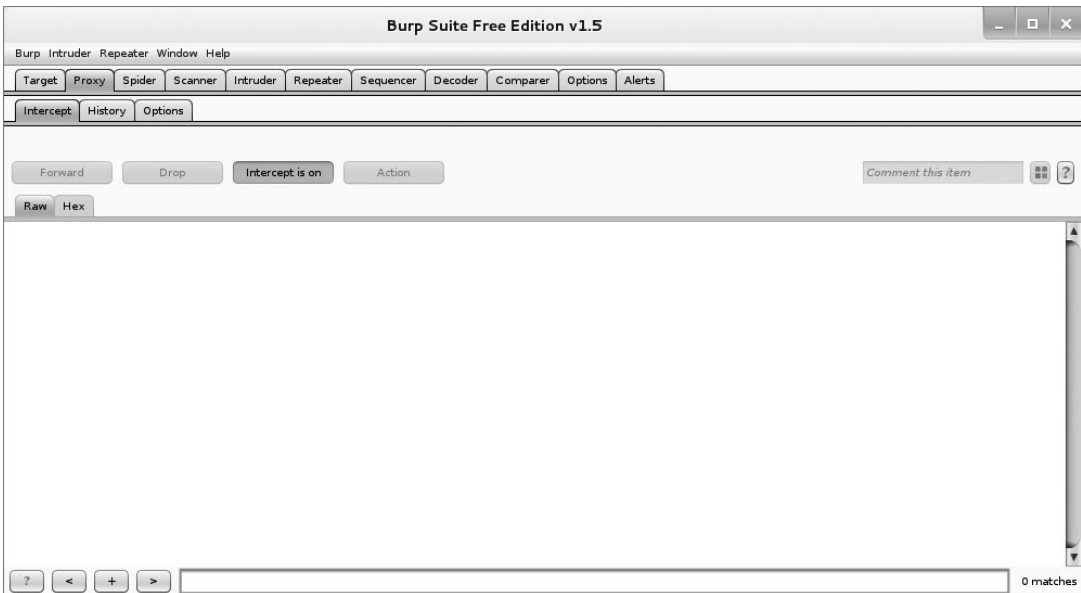 Burp Suite Free Edition v1.5
Burp Intruder Repeater Window Help
Target Proxy Spider Scanner Intruder Repeater Sequencer Decoder Comparer Options Alerts
Intercept History Options
Forward Drop Intercept is on Action Comment this item ?
Raw Hex
? < + > 0 matches